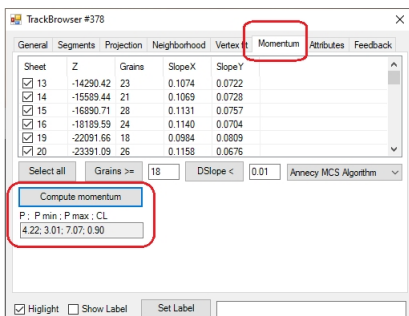 TrackBrowser #378
General Segments Projection Neighborhood Vertex fit Momentum Attributes Feedback
Sheet Z Grains SlopeX SlopeY
13 -14290.42 23 0.1074 0.0722
14 -15589.44 21 0.1069 0.0728
15 -16890.71 28 0.1131 0.0757
16 -18189.59 24 0.1140 0.0704
19 -22091.66 18 0.0984 0.0809
20 -23391.09 26 0.1158 0.0676
Select all Grains >= 18 DSlope < 0.01 Annecy MCS Algorithm
Compute momentum
P ; P min ; P max ; CL
4.22; 3.01; 7.07; 0.90
Higlight Show Label Set Label